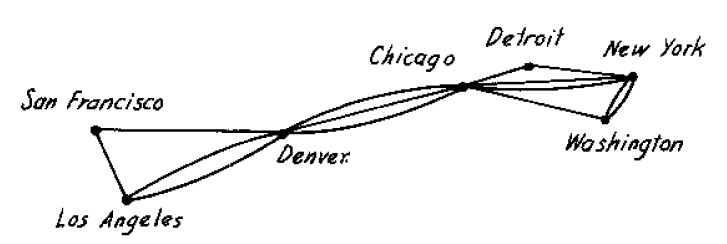 Detroit
New York
Chicago
San Francisco
Washington
Denver.
Los Angeles